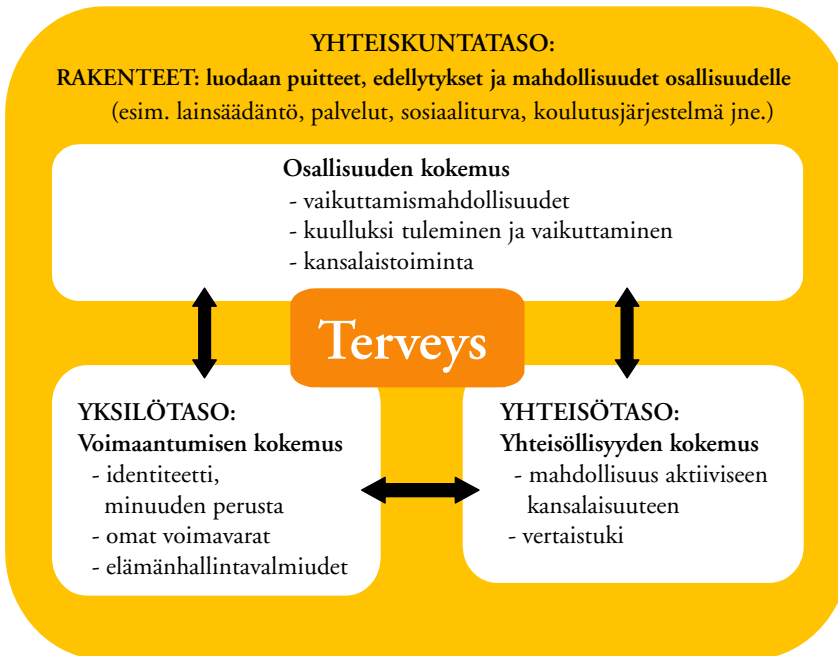 YHTEISKUNTATASO:
RAKENTEET: luodaan puitteet, edellytykset ja mahdollisuudet osallisuudelle
(esim. lainsäädäntö, palvelut, sosiaaliturva, koulutusjärjestelmä jne.)
Osallisuuden kokemus
- vaikuttamismahdollisuudet
- kuulluksi tuleminen ja vaikuttaminen
- kansalaistoiminta
Terveys
YKSILÖTASO:
Voimaantumisen kokemus
- identiteetti,
minuuden perusta
- omat voimavarat
- elämänhallintavalmiudet
YHTEISÖTASO:
Yhteisöllisyyden kokemus
- mahdollisuus aktiiviseen
kansalaisuuteen
- vertaistuki